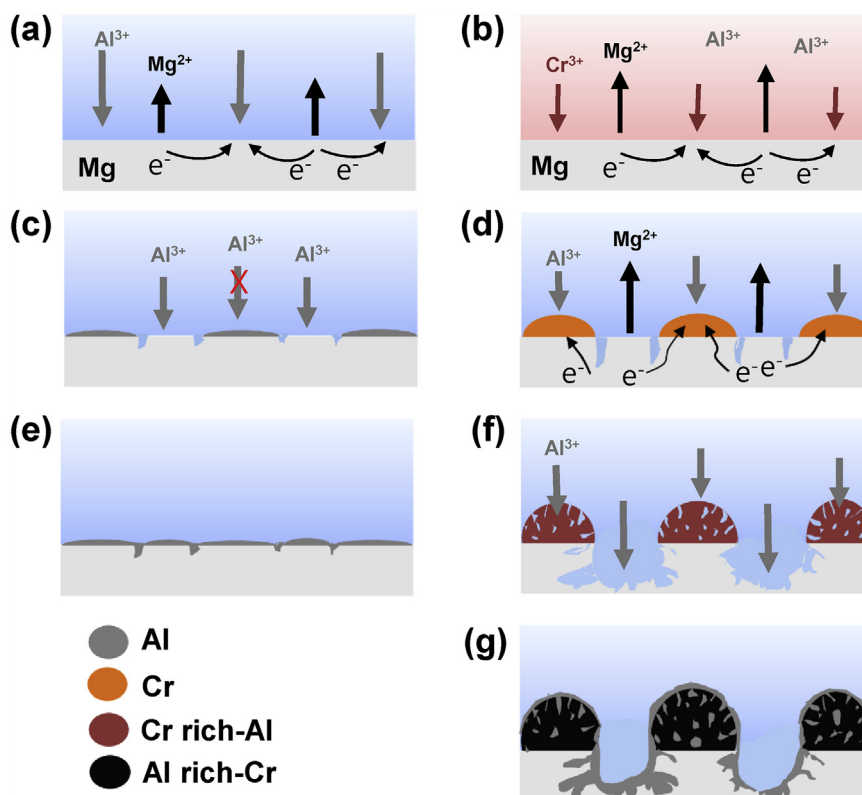 (a)
Al³⁺
Mg²⁺
Mg
e⁻
e⁻
e⁻
(b)
Cr³⁺
Mg²⁺
Al³⁺
Al³⁺
Mg
e⁻
e⁻
e⁻
(c)
Al³⁺
Al³⁺
Al³⁺
X
(d)
Al³⁺
Mg²⁺
e⁻
e⁻
e⁻
e⁻
(e)
(f)
Al³⁺
Al
Cr
Cr rich-Al
Al rich-Cr
(g)